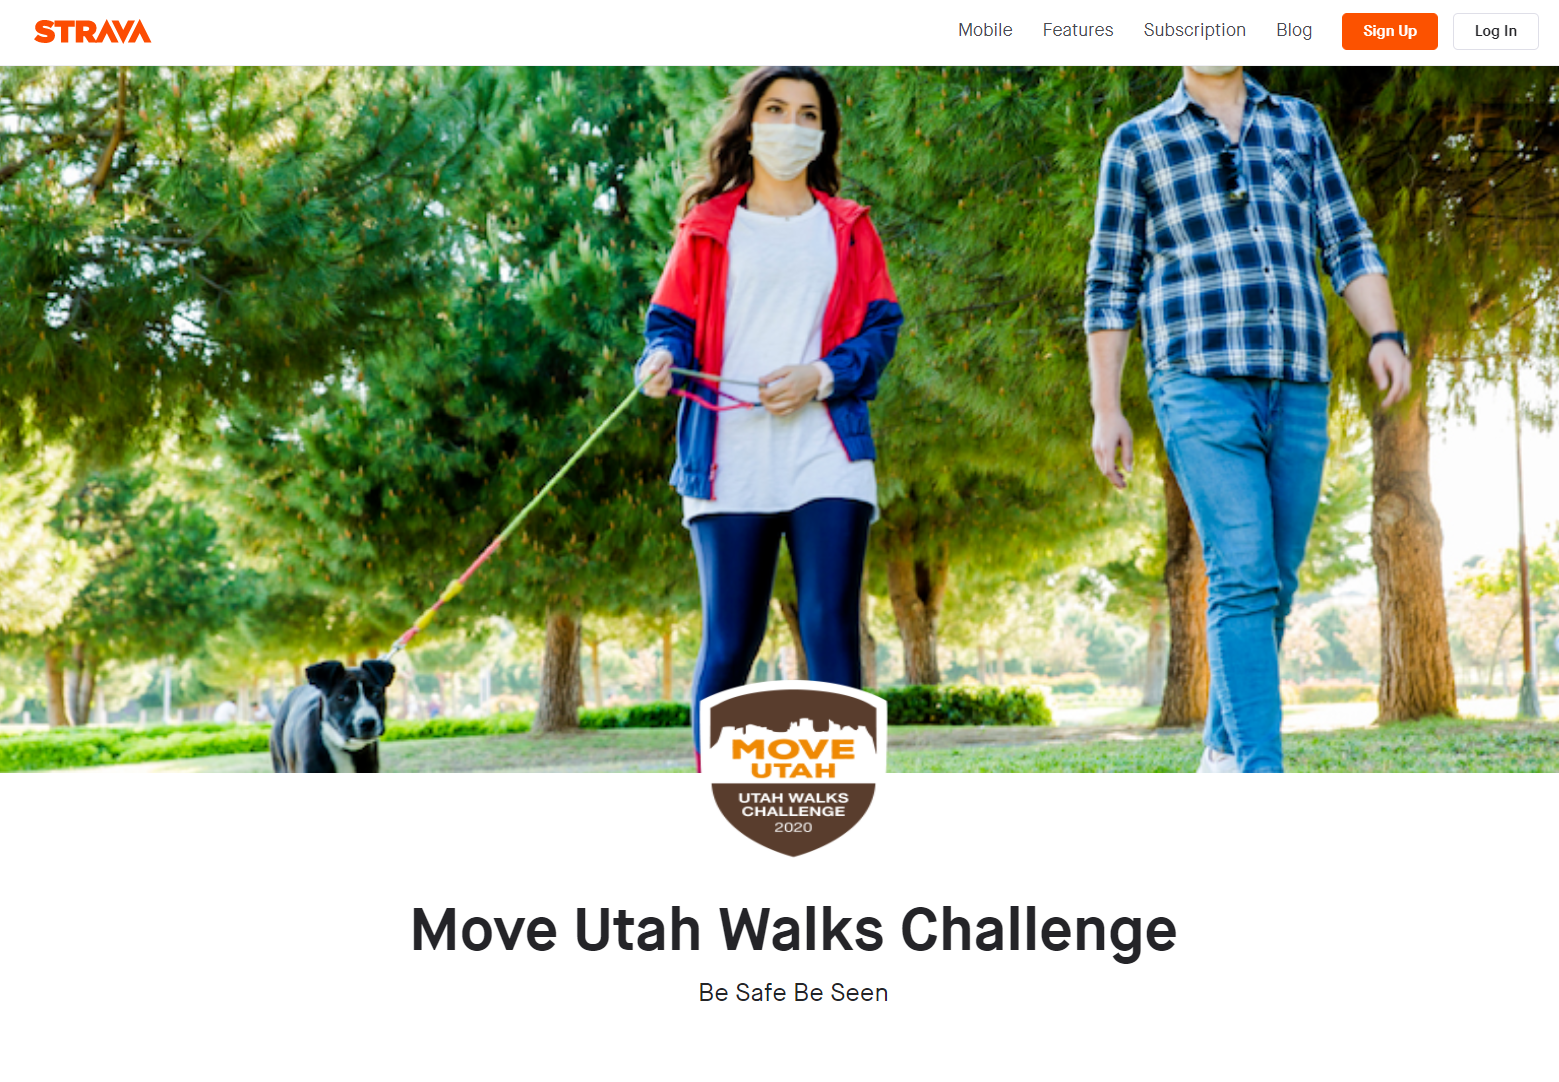 STRAVA
Mobile
Features
Subscription
Blog
Sign Up
Log In
MOVE
UTAH
UTAH WALKS
CHALLENGE
2020
Move Utah Walks Challenge
Be Safe Be Seen